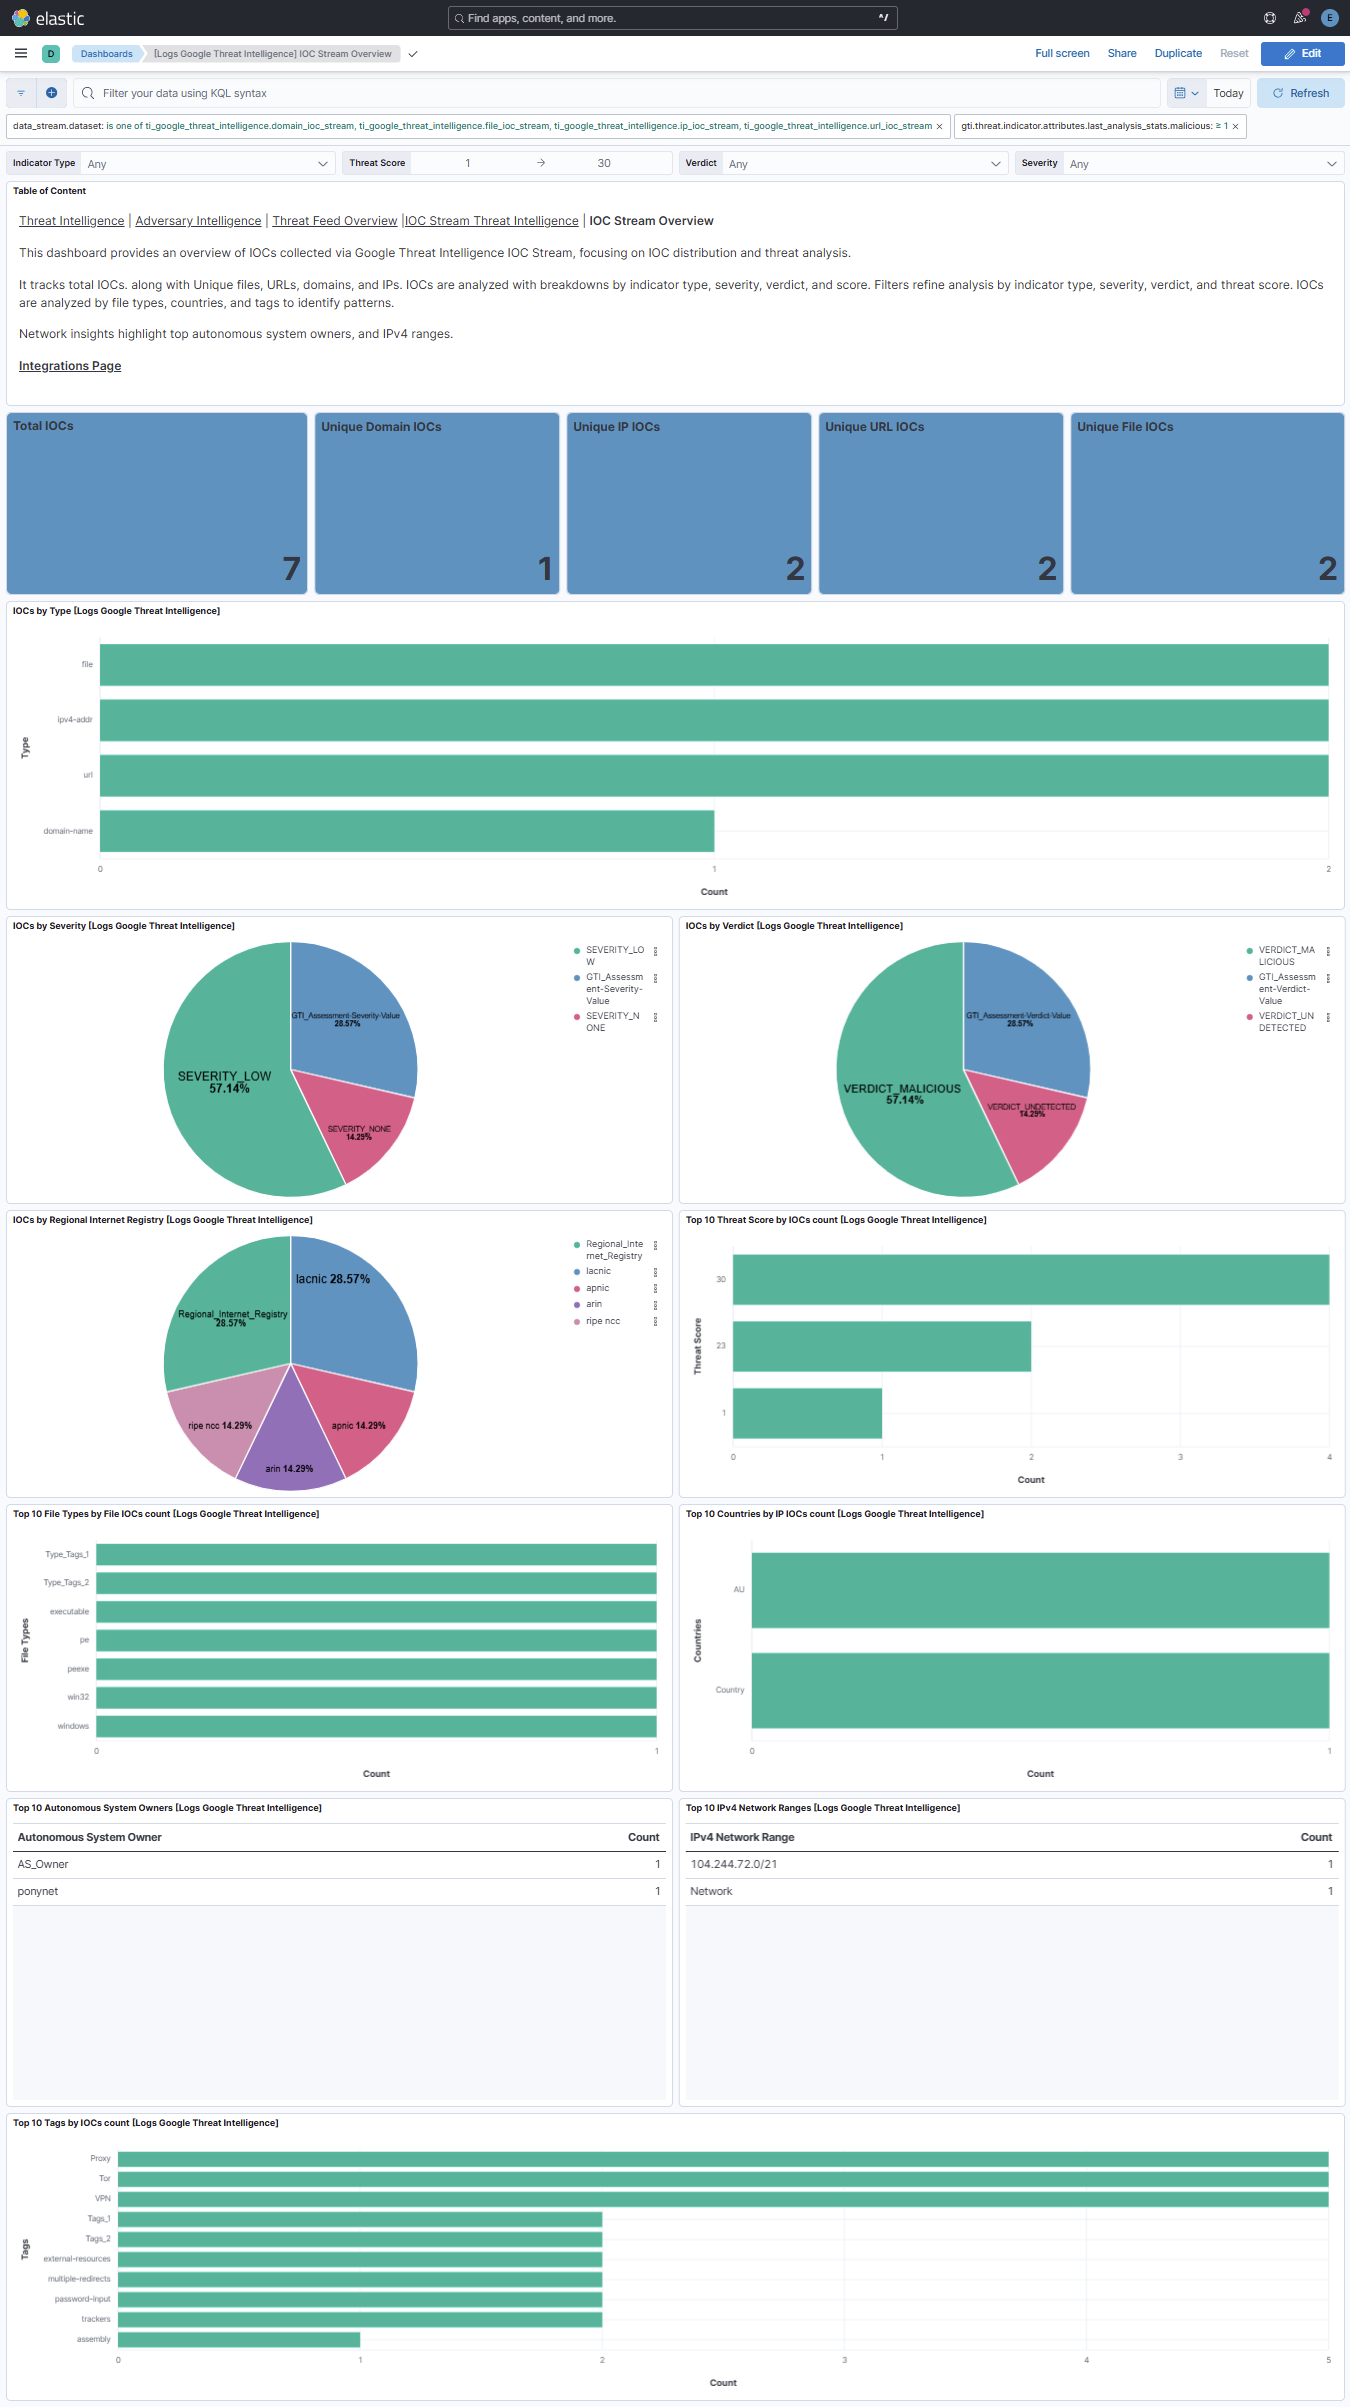 elastic
Find apps, content, and more.
^/
E
D
Dashboards
[Logs Google Threat Intelligence] IOC Stream Overview
Full screen
Share
Duplicate
Reset
Edit
Filter your data using KQL syntax
Today
Refresh
data_stream.dataset: is one of ti_google_threat_intelligence.domain_ioc_stream, ti_google_threat_intelligence.file_ioc_stream, ti_google_threat_intelligence.ip_ioc_stream, ti_google_threat_intelligence.url_ioc_stream ×
gti.threat.indicator.attributes.last_analysis_stats.malicious: ≥ 1 ×
Indicator Type Any
Threat Score 1 → 30
Verdict Any
Severity Any
Table of Content
Threat Intelligence | Adversary Intelligence | Threat Feed Overview |IOC Stream Threat Intelligence | IOC Stream Overview
This dashboard provides an overview of IOCs collected via Google Threat Intelligence IOC Stream, focusing on IOC distribution and threat analysis.
It tracks total IOCs. along with Unique files, URLs, domains, and IPs. IOCs are analyzed with breakdowns by indicator type, severity, verdict, and score. Filters refine analysis by indicator type, severity, verdict, and threat score. IOCs
are analyzed by file types, countries, and tags to identify patterns.
Network insights highlight top autonomous system owners, and IPv4 ranges.
Integrations Page
Total IOCs
7
Unique Domain IOCs
1
Unique IP IOCs
2
Unique URL IOCs
2
Unique File IOCs
2
IOCs by Type [Logs Google Threat Intelligence]
Type
file
ipv4-addr
url
domain-name
0
1
2
Count
IOCs by Severity [Logs Google Threat Intelligence]
GTI_Assessment-Severity-Value
28.57%
SEVERITY_LOW
57.14%
SEVERITY_NONE
14.29%
SEVERITY_LO
W
GTI_Assessm
ent-Severity-
Value
SEVERITY_N
ONE
IOCs by Verdict [Logs Google Threat Intelligence]
GTI_Assessment-Verdict-Value
28.57%
VERDICT_MALICIOUS
57.14%
VERDICT_UNDETECTED
14.29%
VERDICT_MA
LICIOUS
GTI_Assessm
ent-Verdict-
Value
VERDICT_UN
DETECTED
IOCs by Regional Internet Registry [Logs Google Threat Intelligence]
lacnic 28.57%
Regional_Internet_Registry
28.57%
ripe ncc 14.29%
apnic 14.29%
arin 14.29%
Regional_Inte
rnet_Registry
lacnic
apnic
arin
ripe ncc
Top 10 Threat Score by IOCs count [Logs Google Threat Intelligence]
Threat Score
30
23
1
0
1
2
3
4
Count
Top 10 File Types by File IOCs count [Logs Google Threat Intelligence]
File Types
Type_Tags_1
Type_Tags_2
executable
pe
peexe
win32
windows
0
1
Count
Top 10 Countries by IP IOCs count [Logs Google Threat Intelligence]
Countries
AU
Country
0
1
Count
Top 10 Autonomous System Owners [Logs Google Threat Intelligence]
Autonomous System Owner Count
AS_Owner 1
ponynet 1
Top 10 IPv4 Network Ranges [Logs Google Threat Intelligence]
IPv4 Network Range Count
104.244.72.0/21 1
Network 1
Top 10 Tags by IOCs count [Logs Google Threat Intelligence]
Tags
Proxy
Tor
VPN
Tags_1
Tags_2
external-resources
multiple-redirects
password-input
trackers
assembly
0
1
2
3
4
5
Count